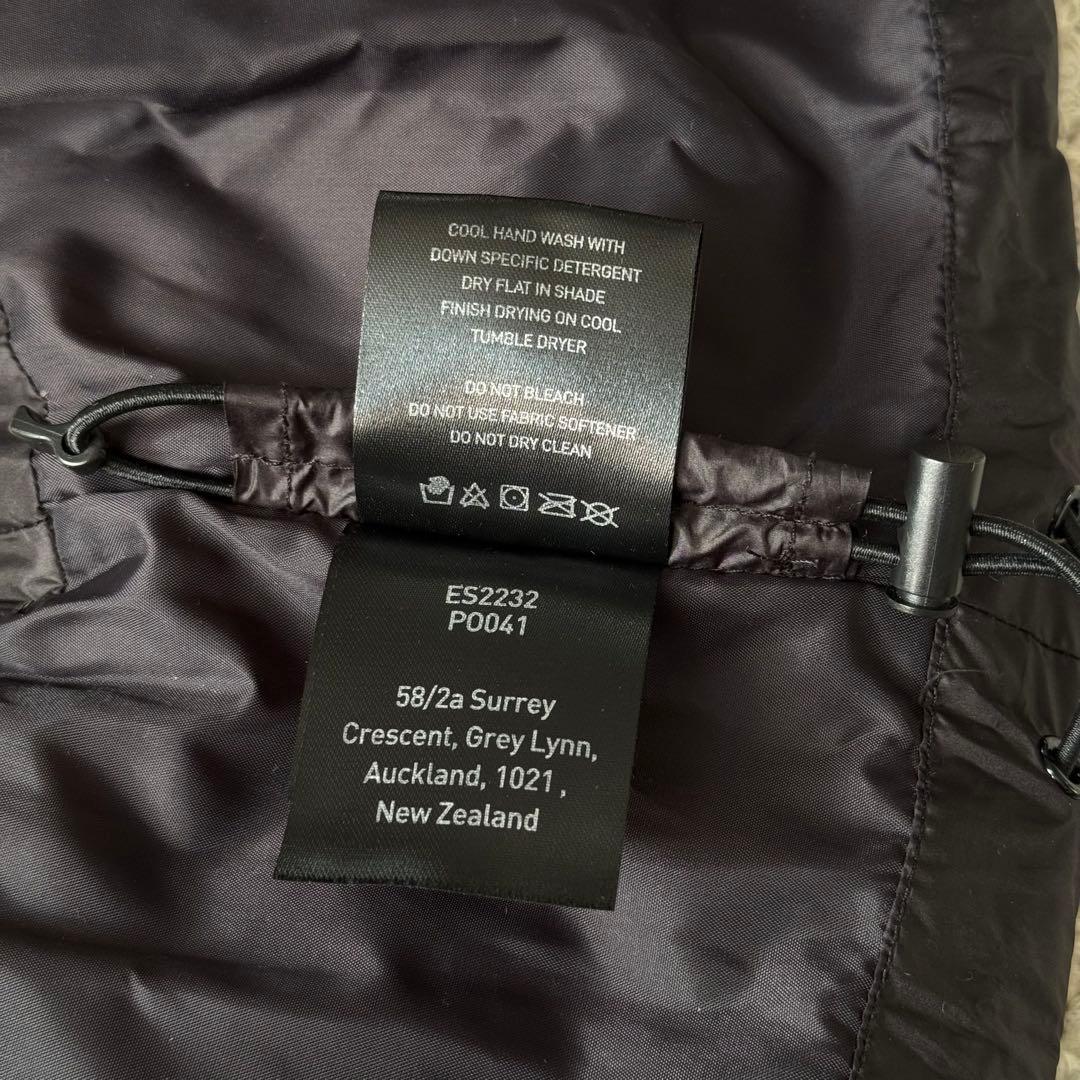 COOL HAND WASH WITH
DOWN SPECIFIC DETERGENT
DRY FLAT IN SHADE
FINISH DRYING ON COOL
TUMBLE DRYER
DO NOT BLEACH
DO NOT USE FABRIC SOFTENER
DO NOT DRY CLEAN
ES2232
PO041
58/2a Surrey
Crescent, Grey Lynn,
Auckland, 1021 ,
New Zealand